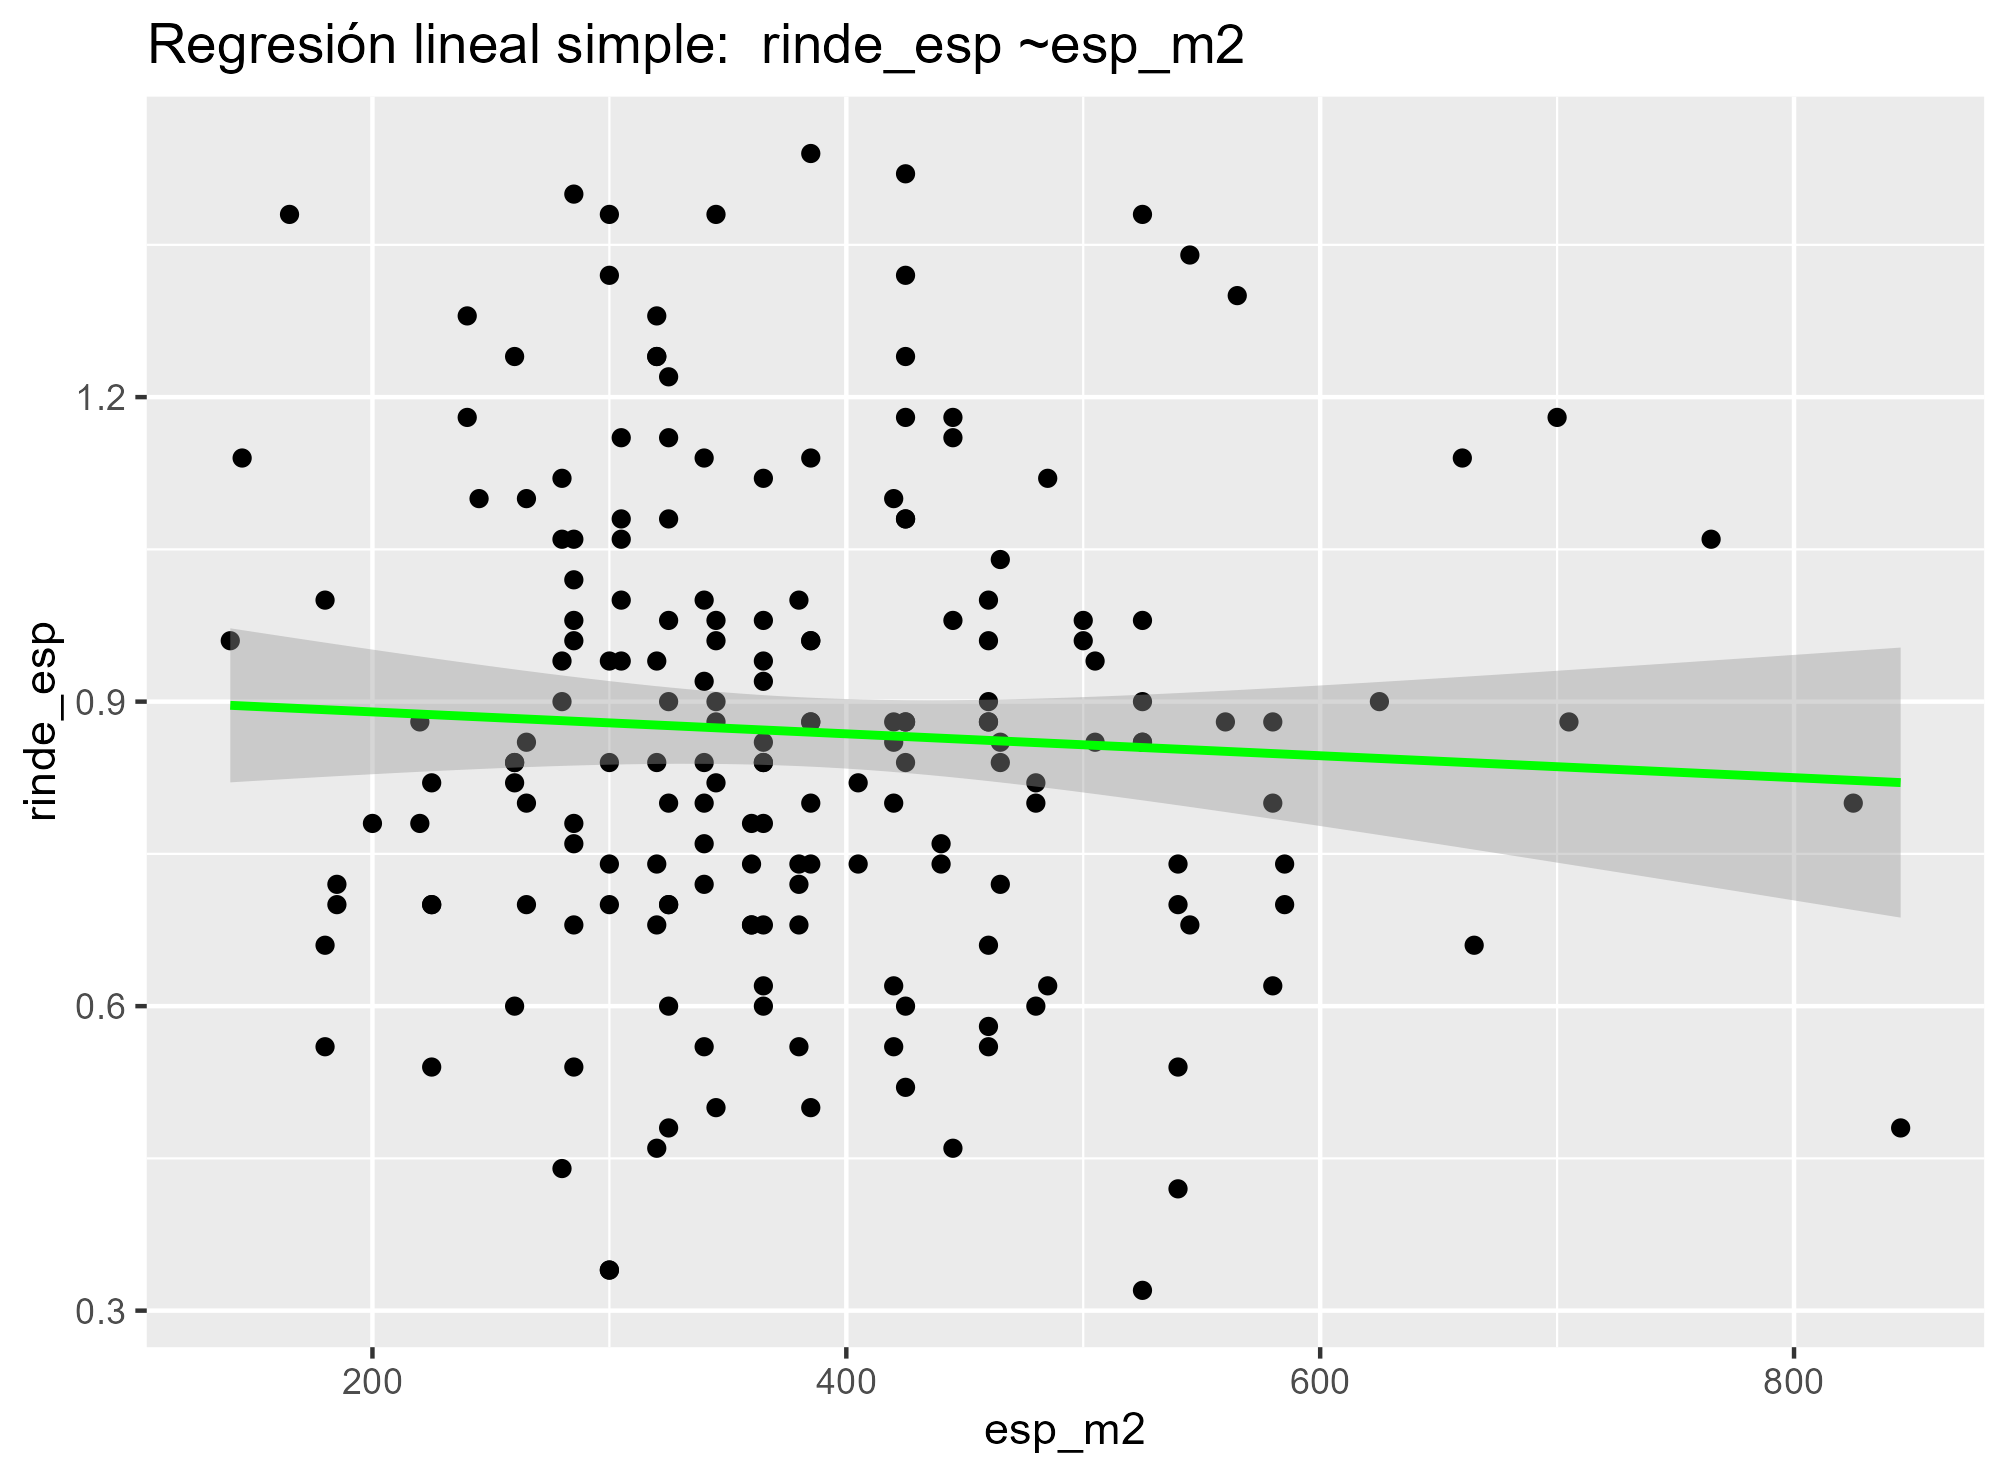 Regresión lineal simple:  rinde_esp ~esp_m2
rinde_esp
1.2
0.9
0.6
0.3
200 400 600 800
esp_m2